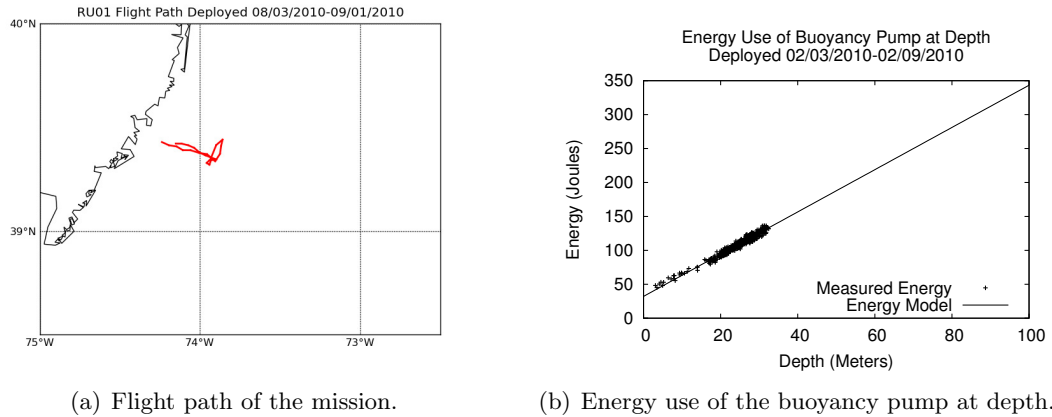 RU01 Flight Path Deployed 08/03/2010-09/01/2010
40°N
39°N
75°W
74°W
73°W
(a) Flight path of the mission.
Energy Use of Buoyancy Pump at Depth
Deployed 02/03/2010-02/09/2010
350
300
250
200
150
100
50
0
Energy (Joules)
Measured Energy
Energy Model
0
20
40
60
80
100
Depth (Meters)
(b) Energy use of the buoyancy pump at depth.